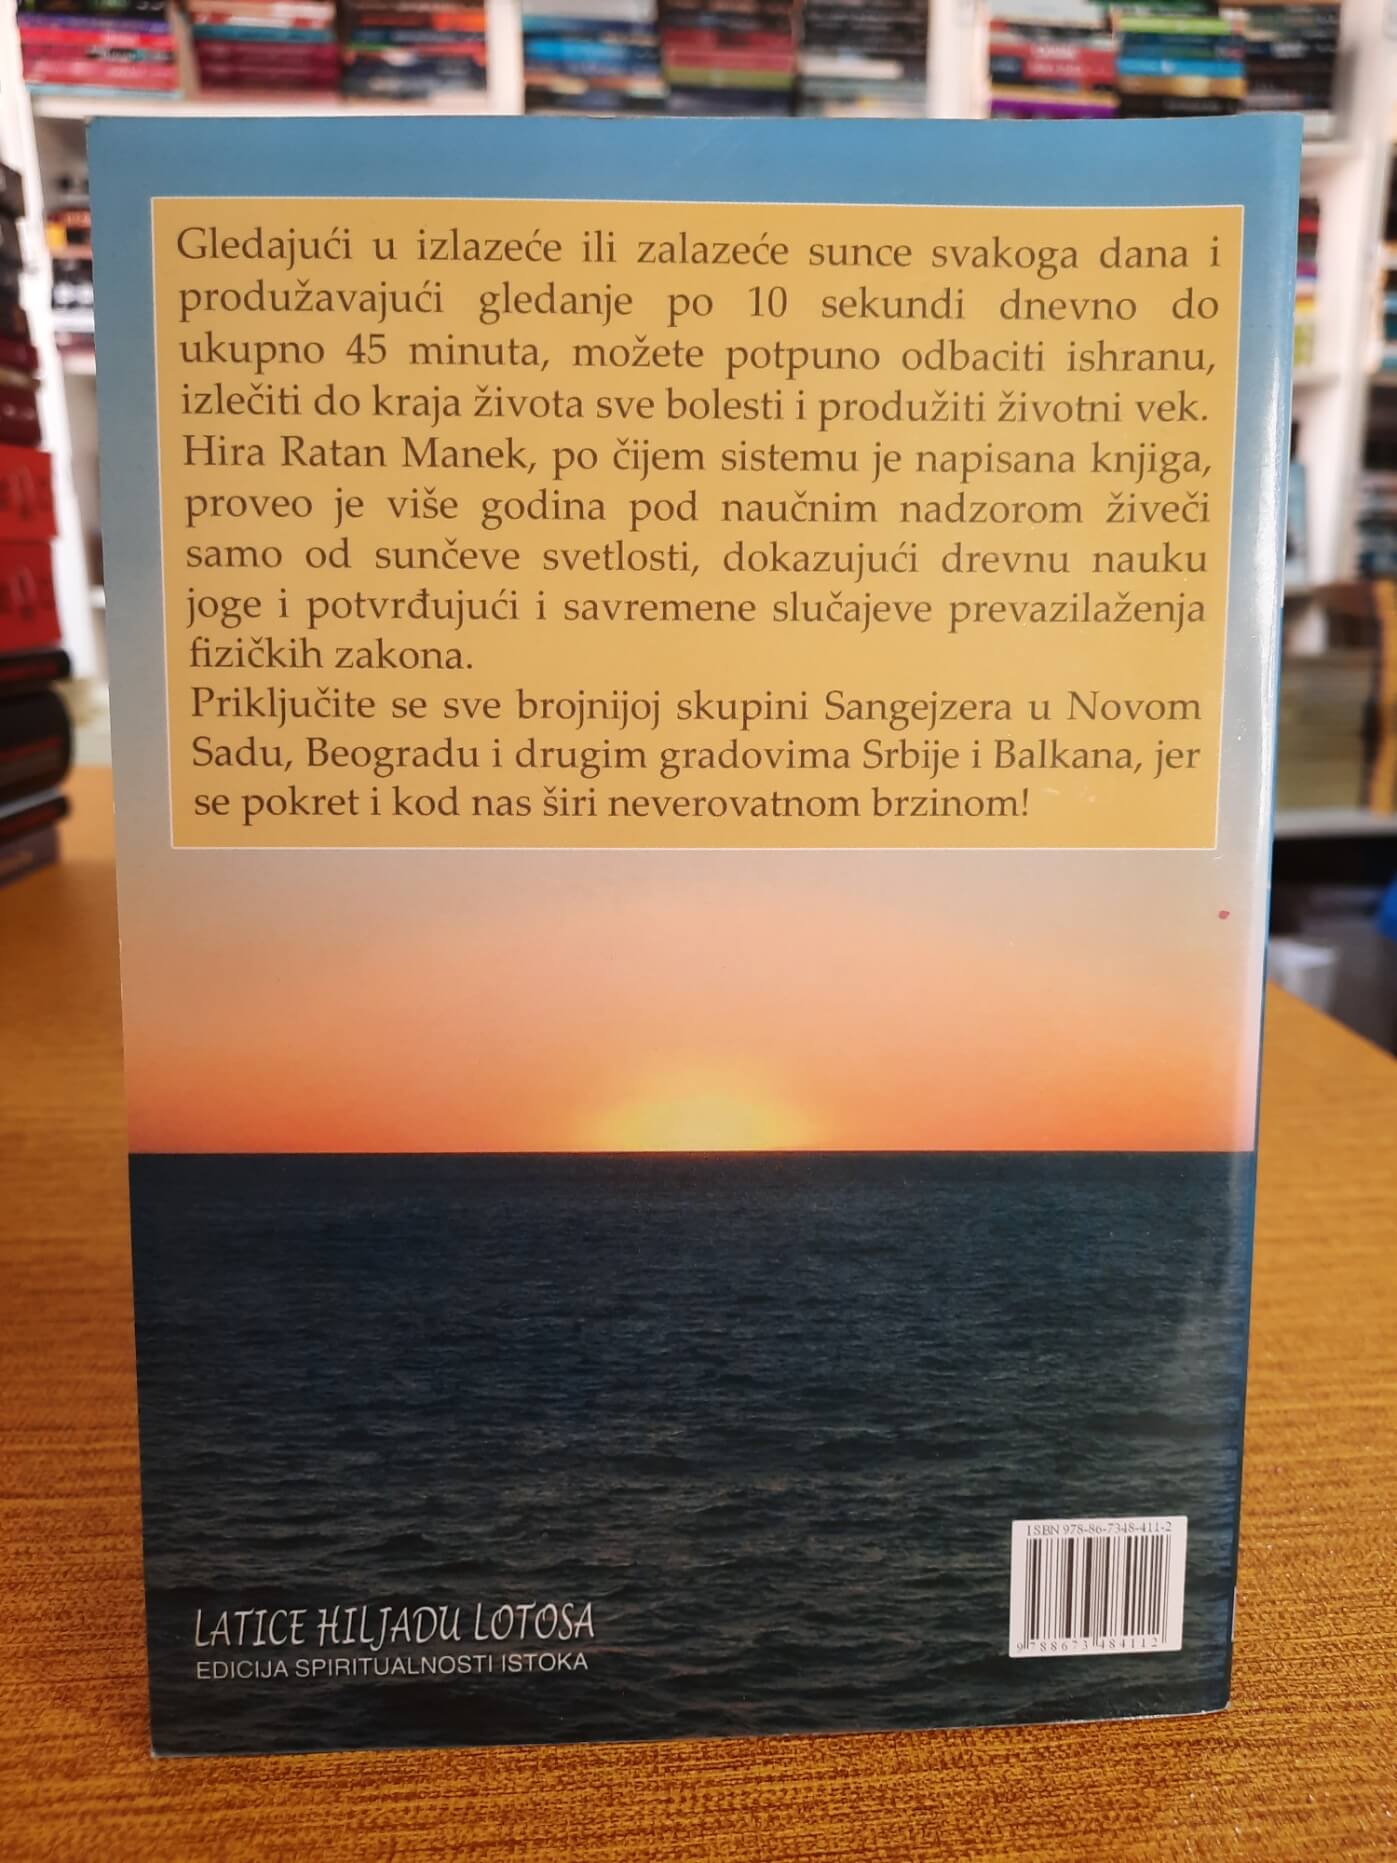 Gledajući u izlazeće ili zalazeće sunce svakoga dana i
produžavajući gledanje po 10 sekundi dnevno do
ukupno 45 minuta, možete potpuno odbaciti ishranu,
izlečiti do kraja života sve bolesti i produžiti životni vek.
Hira Ratan Manek, po čijem sistemu je napisana knjiga,
proveo je više godina pod naučnim nadzorom živeči
samo od sunčeve svetlosti, dokazujući drevnu nauku
joge i potvrđujući i savremene slučajeve prevazilaženja
fizičkih zakona.
Priključite se sve brojnijoj skupini Sangejzera u Novom
Sadu, Beogradu i drugim gradovima Srbije i Balkana, jer
se pokret i kod nas širi neverovatnom brzinom!
ISBN 978-86-7348-411-2
9 788673 484112
LATICE HILJADU LOTOSA
EDICIJA SPIRITUALNOSTI ISTOKA